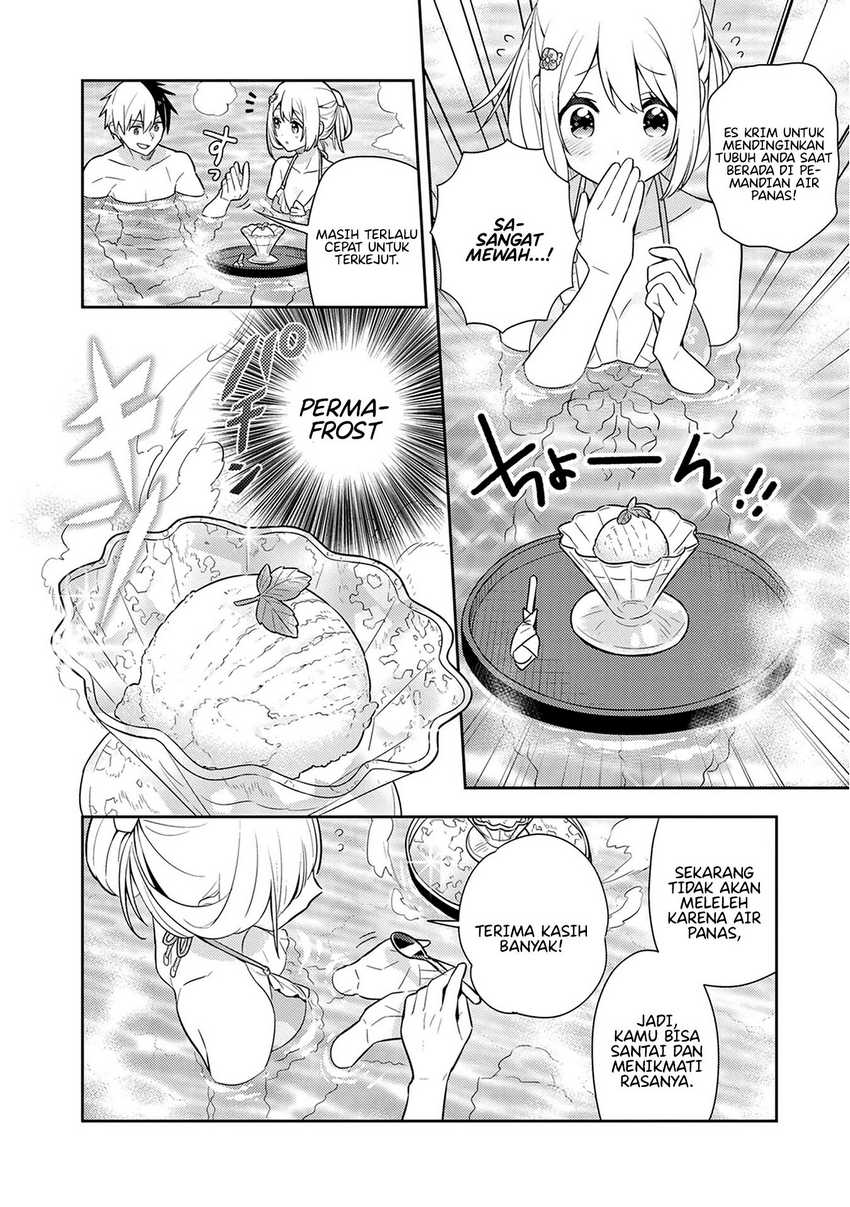 ES KRIM UNTUK
MENDINGINKAN
TUBUH ANDA SAAT
BERADA DI PE-
MANDIAN AIR
PANAS!
SA-
SANGAT
MEWAH...!
ちょーん!!
すっ
MASIH TERLALU
CEPAT UNTUK
TERKEJUT.
パチン
PERMA-
FROST
キィ
SEKARANG
TIDAK AKAN
MELELEH
KARENA AIR
PANAS,
JADI,
KAMU BISA
SANTAI DAN
MENIKMATI
RASANYA.
TERIMA KASIH
BANYAK!